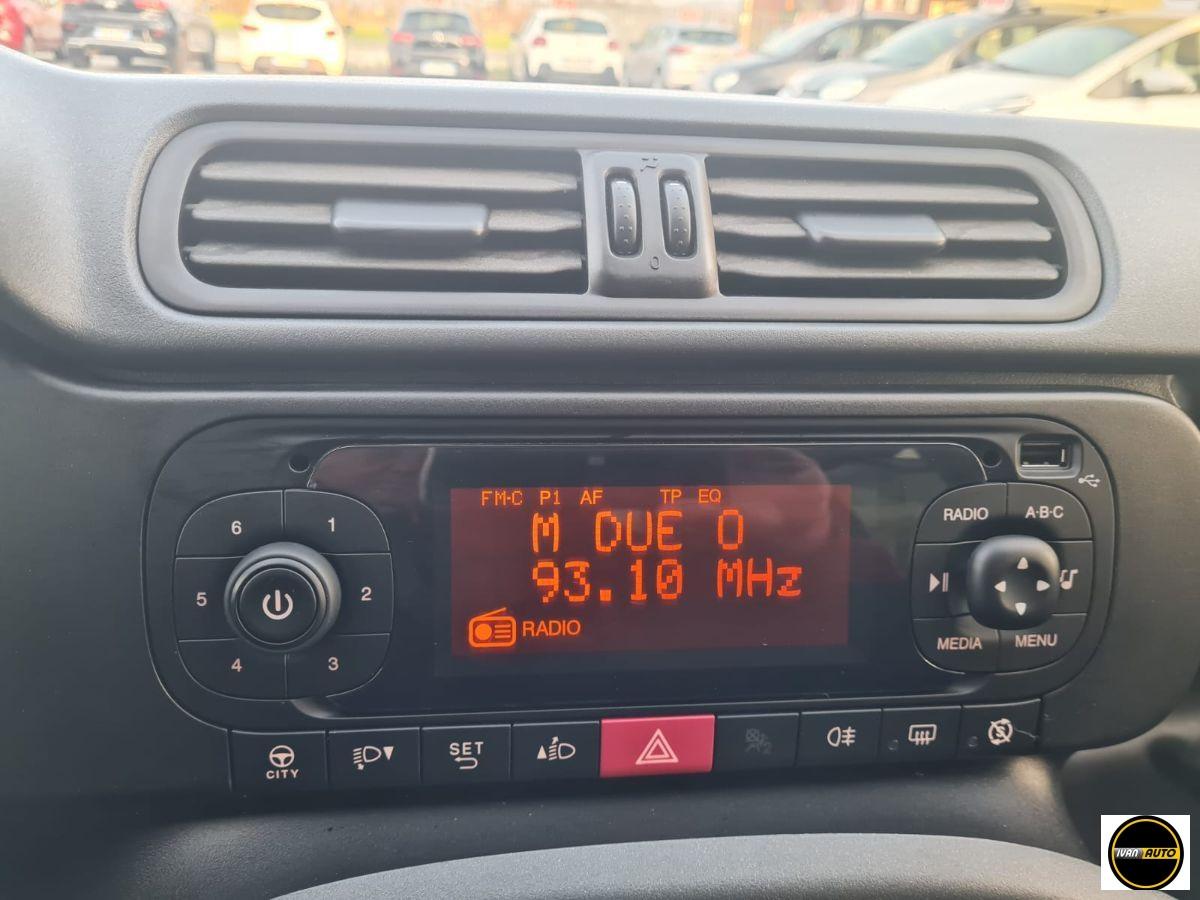 0
FM-C P1 AF TP EQ
M DUE O
93.10 MHz
RADIO
6 1
5 2
4 3
RADIO A·B·C
MEDIA MENU
CITY
SET
IVAN AUTO